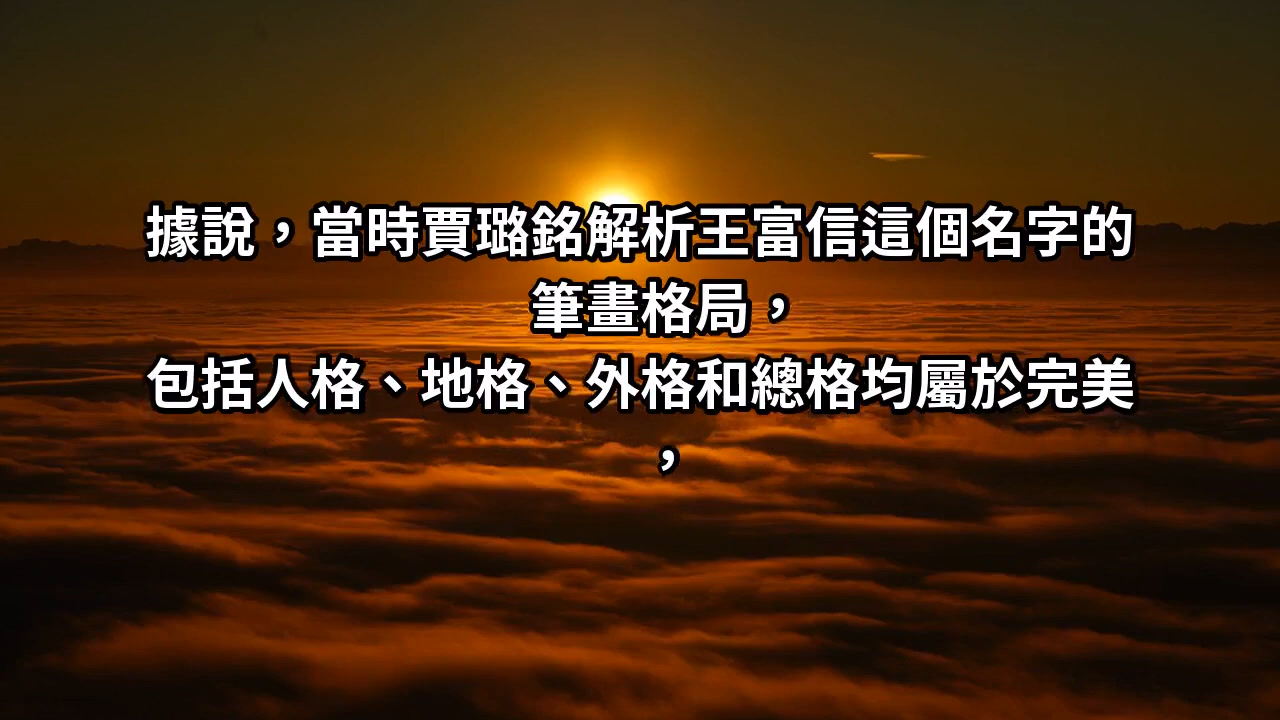 據說，當時賈璐銘解析王富信這個名字的
筆畫格局，
包括人格、地格、外格和總格均屬於完美
，